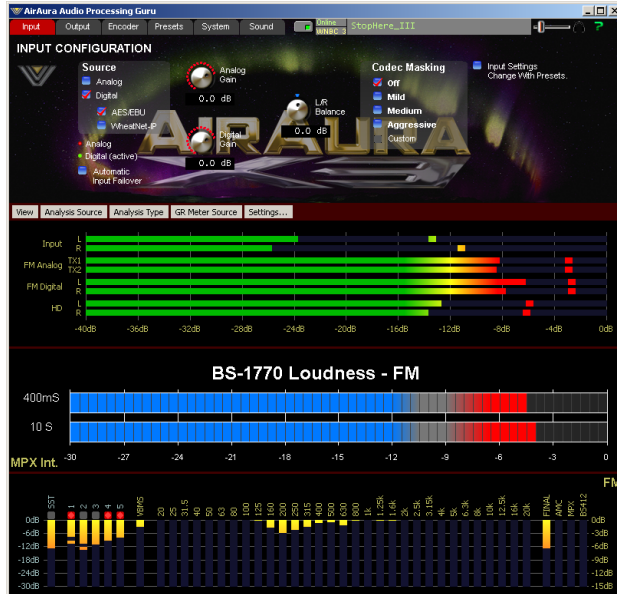 AirAura Audio Processing Guru
Input Output Encoder Presets System Sound Online WNBC 3 StopHere_III ?
INPUT CONFIGURATION
Source
Analog
Digital
AES/EBU
WheatNet-IP
Analog
Digital (active)
Automatic
Input Failover
Analog
Gain
0.0 dB
Digital
Gain
0.0 dB
L/R
Balance
0.0 dB
Codec Masking
Off
Mild
Medium
Aggressive
Custom
Input Settings
Change With Presets.
AIRAURA
X3
View Analysis Source Analysis Type GR Meter Source Settings...
Input L
R
FM Analog TX1
TX2
FM Digital L
R
HD L
R
-40dB -36dB -32dB -28dB -24dB -20dB -16dB -12dB -8dB -4dB 0dB
BS-1770 Loudness - FM
400mS
10 S
-30 -27 -24 -21 -18 -15 -12 -9 -6 -3 0
MPX Int.
FM
SST 1 2 3 4 5 VBMS 20 25 31.5 40 50 63 80 100 125 160 200 250 315 400 500 630 800 1k 1.25k 1.6k 2k 2.5k 3.15k 4k 5k 6.3k 8k 10k 12.5k 16k 20k FINAL AMC MPX BS412
0dB 0dB
-6dB -3dB
-12dB -6dB
-18dB -9dB
-24dB -12dB
-30dB -15dB